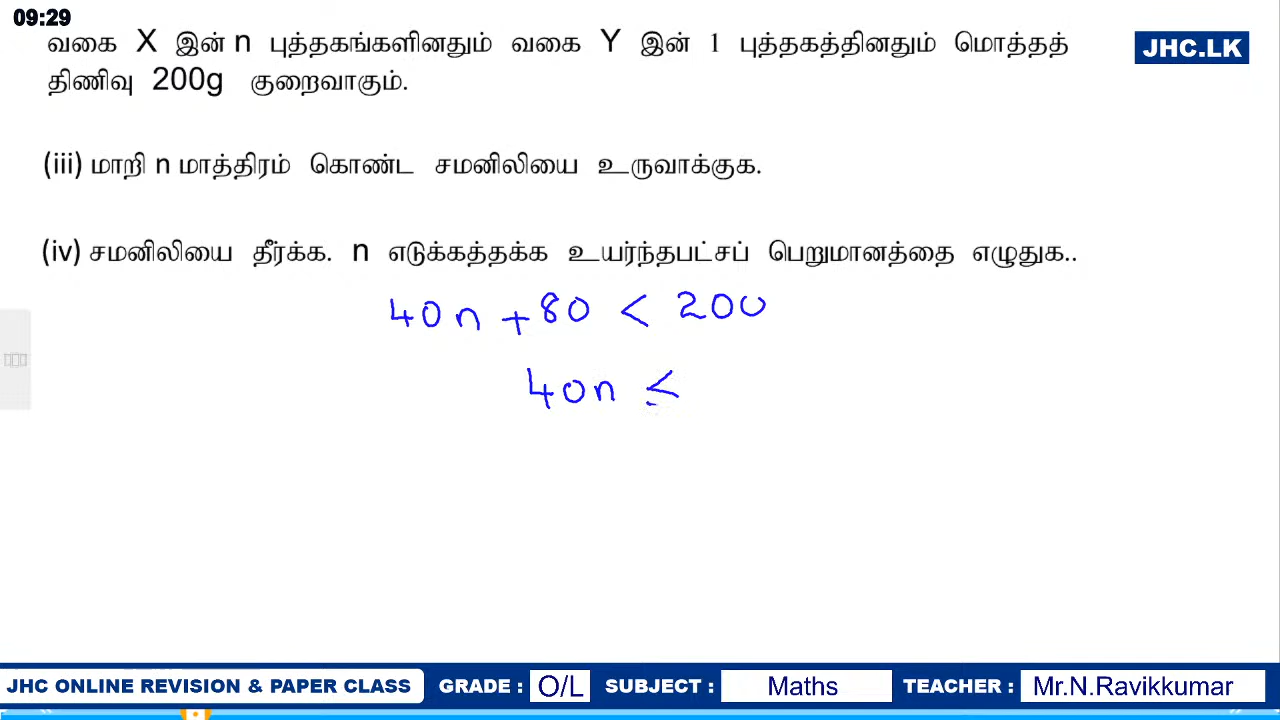 09:29
வகை X இன் n புத்தகங்களினதும் வகை Y இன் 1 புத்தகத்தினதும் மொத்தத்
JHC.LK
திணிவு 200g குறைவாகும்.
(iii) மாறி n மாத்திரம் கொண்ட சமனிலியை உருவாக்குக.
(iv) சமனிலியை தீர்க்க. n எடுக்கத்தக்க உயர்ந்தபட்சப் பெறுமானத்தை எழுதுக..
40n + 80 < 200
40n ≤
JHC ONLINE REVISION & PAPER CLASS GRADE : O/L SUBJECT : Maths TEACHER : Mr.N.Ravikkumar